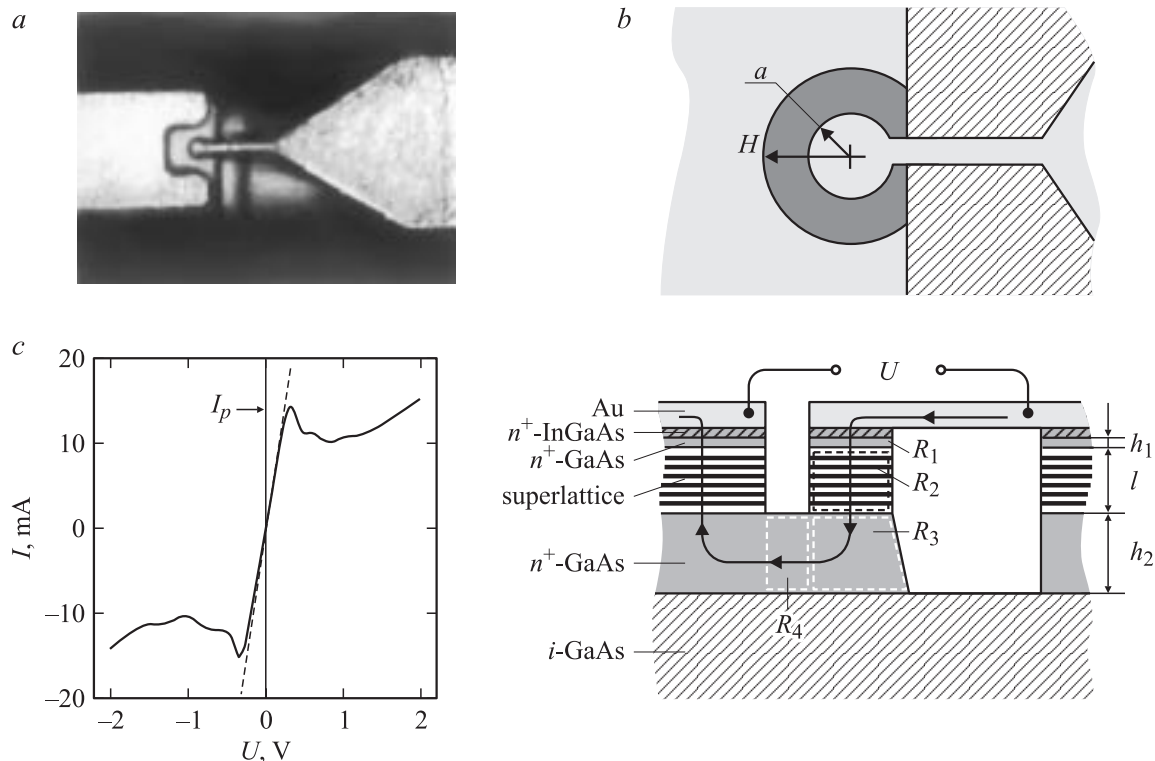 a
b
a
H
c
20
10
0
−10
−20
I, mA
I_p
−2
−1
0
1
2
U, V
U
Au
n⁺-InGaAs
n⁺-GaAs
superlattice
n⁺-GaAs
i-GaAs
R₁
R₂
R₃
R₄
h₁
l
h₂